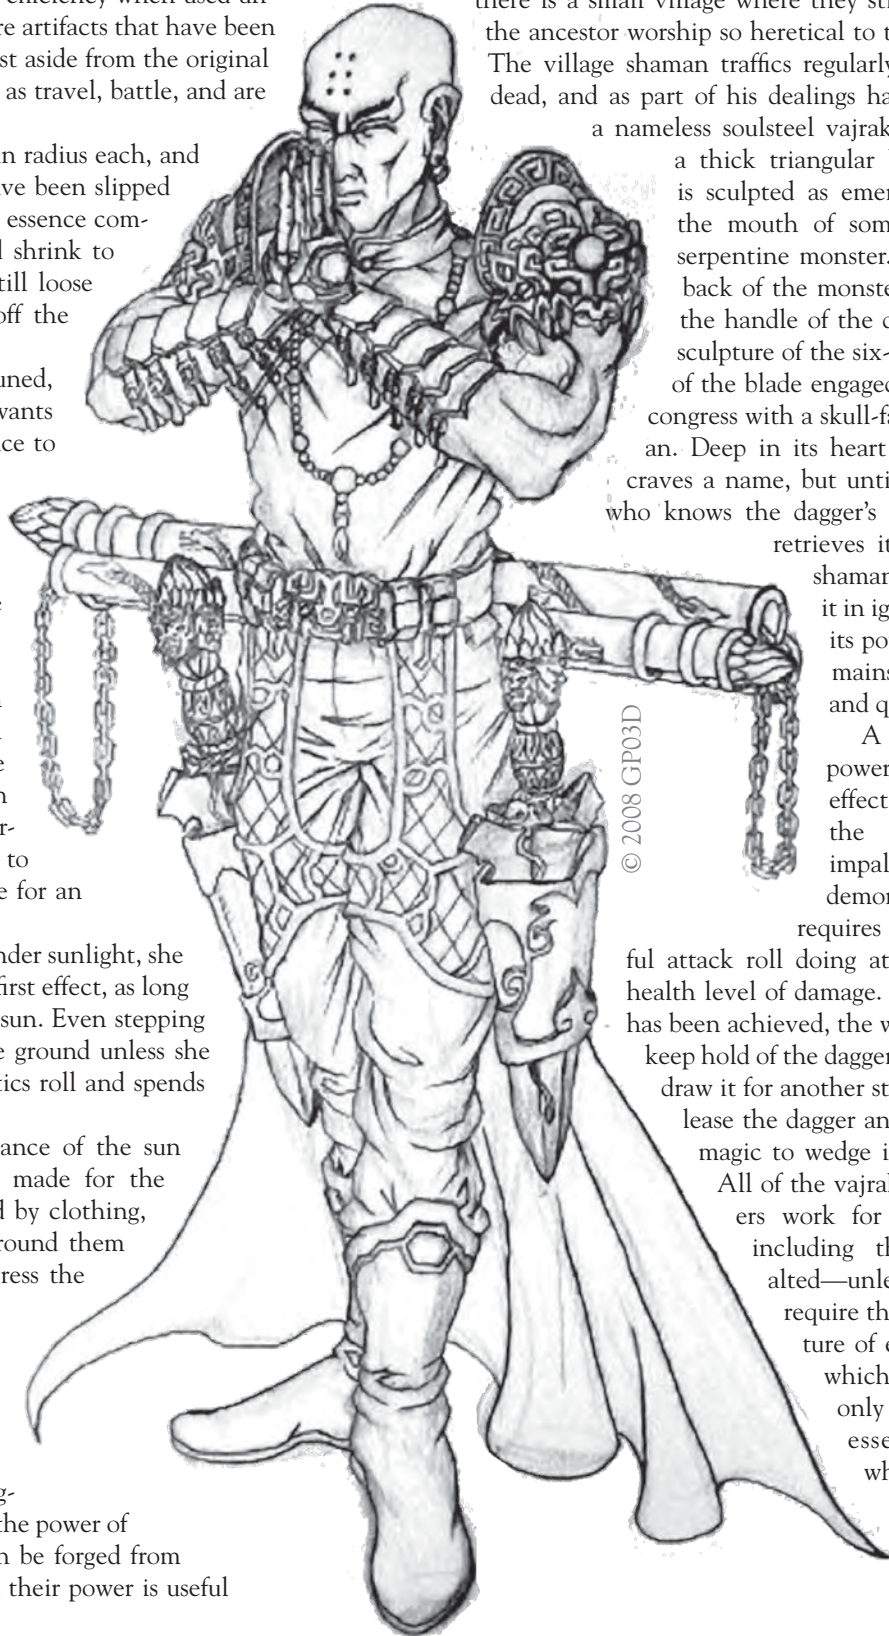 re artifacts that have been
st aside from the original
as travel, battle, and are
in radius each, and
ve been slipped
essence com-
l shrink to
till loose
off the
uned,
wants
ce to
r-
to
e for an
nder sunlight, she
first effect, as long
sun. Even stepping
e ground unless she
tics roll and spends
ance of the sun
made for the
d by clothing,
round them
ress the
g-
the power of
n be forged from
their power is useful
the ancestor worship so heretical to t
The village shaman traffics regularly
dead, and as part of his dealings ha
a nameless soulsteel vajrak
a thick triangular
is sculpted as emer
the mouth of som
serpentine monster.
back of the monste
the handle of the d
sculpture of the six-
of the blade engaged
congress with a skull-fa
an. Deep in its heart
craves a name, but unti
who knows the dagger's
retrieves it
shaman
it in ig
its po
mains
and q
A
power
effect
the
impal
demon
requires
ful attack roll doing at
health level of damage.
has been achieved, the w
keep hold of the dagger
draw it for another st
lease the dagger an
magic to wedge i
All of the vajra
ers work for
including th
alted—unle
require th
ture of e
which
only
esse
wh
© 2008 GP03D